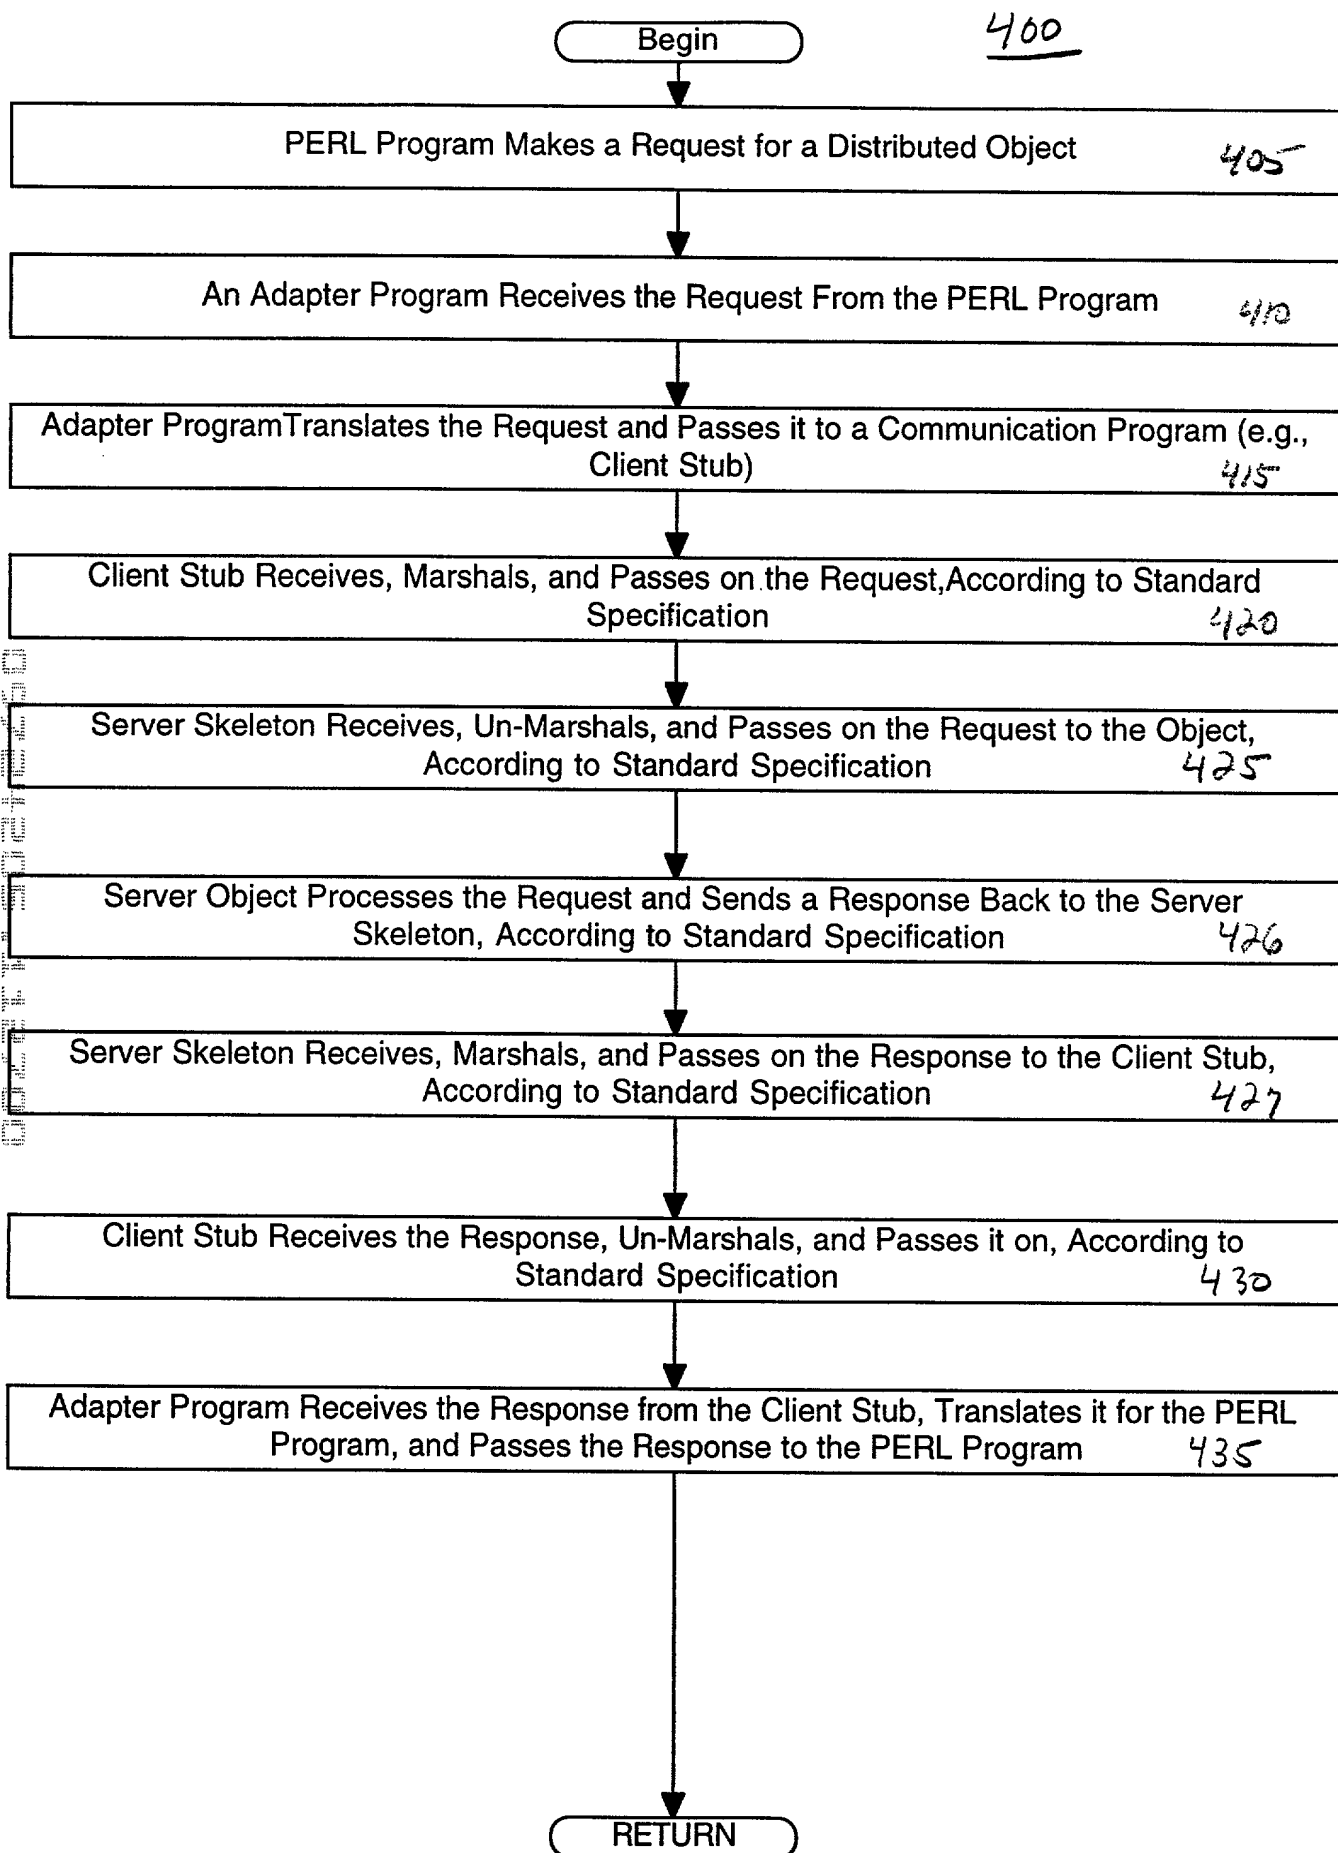 Begin
400
PERL Program Makes a Request for a Distributed Object
405
An Adapter Program Receives the Request From the PERL Program
410
Adapter ProgramTranslates the Request and Passes it to a Communication Program (e.g.,
Client Stub)
415
Client Stub Receives, Marshals, and Passes on the Request,According to Standard
Specification
420
Server Skeleton Receives, Un-Marshals, and Passes on the Request to the Object,
According to Standard Specification
425
Server Object Processes the Request and Sends a Response Back to the Server
Skeleton, According to Standard Specification
426
Server Skeleton Receives, Marshals, and Passes on the Response to the Client Stub,
According to Standard Specification
427
Client Stub Receives the Response, Un-Marshals, and Passes it on, According to
Standard Specification
430
Adapter Program Receives the Response from the Client Stub, Translates it for the PERL
Program, and Passes the Response to the PERL Program
435
RETURN